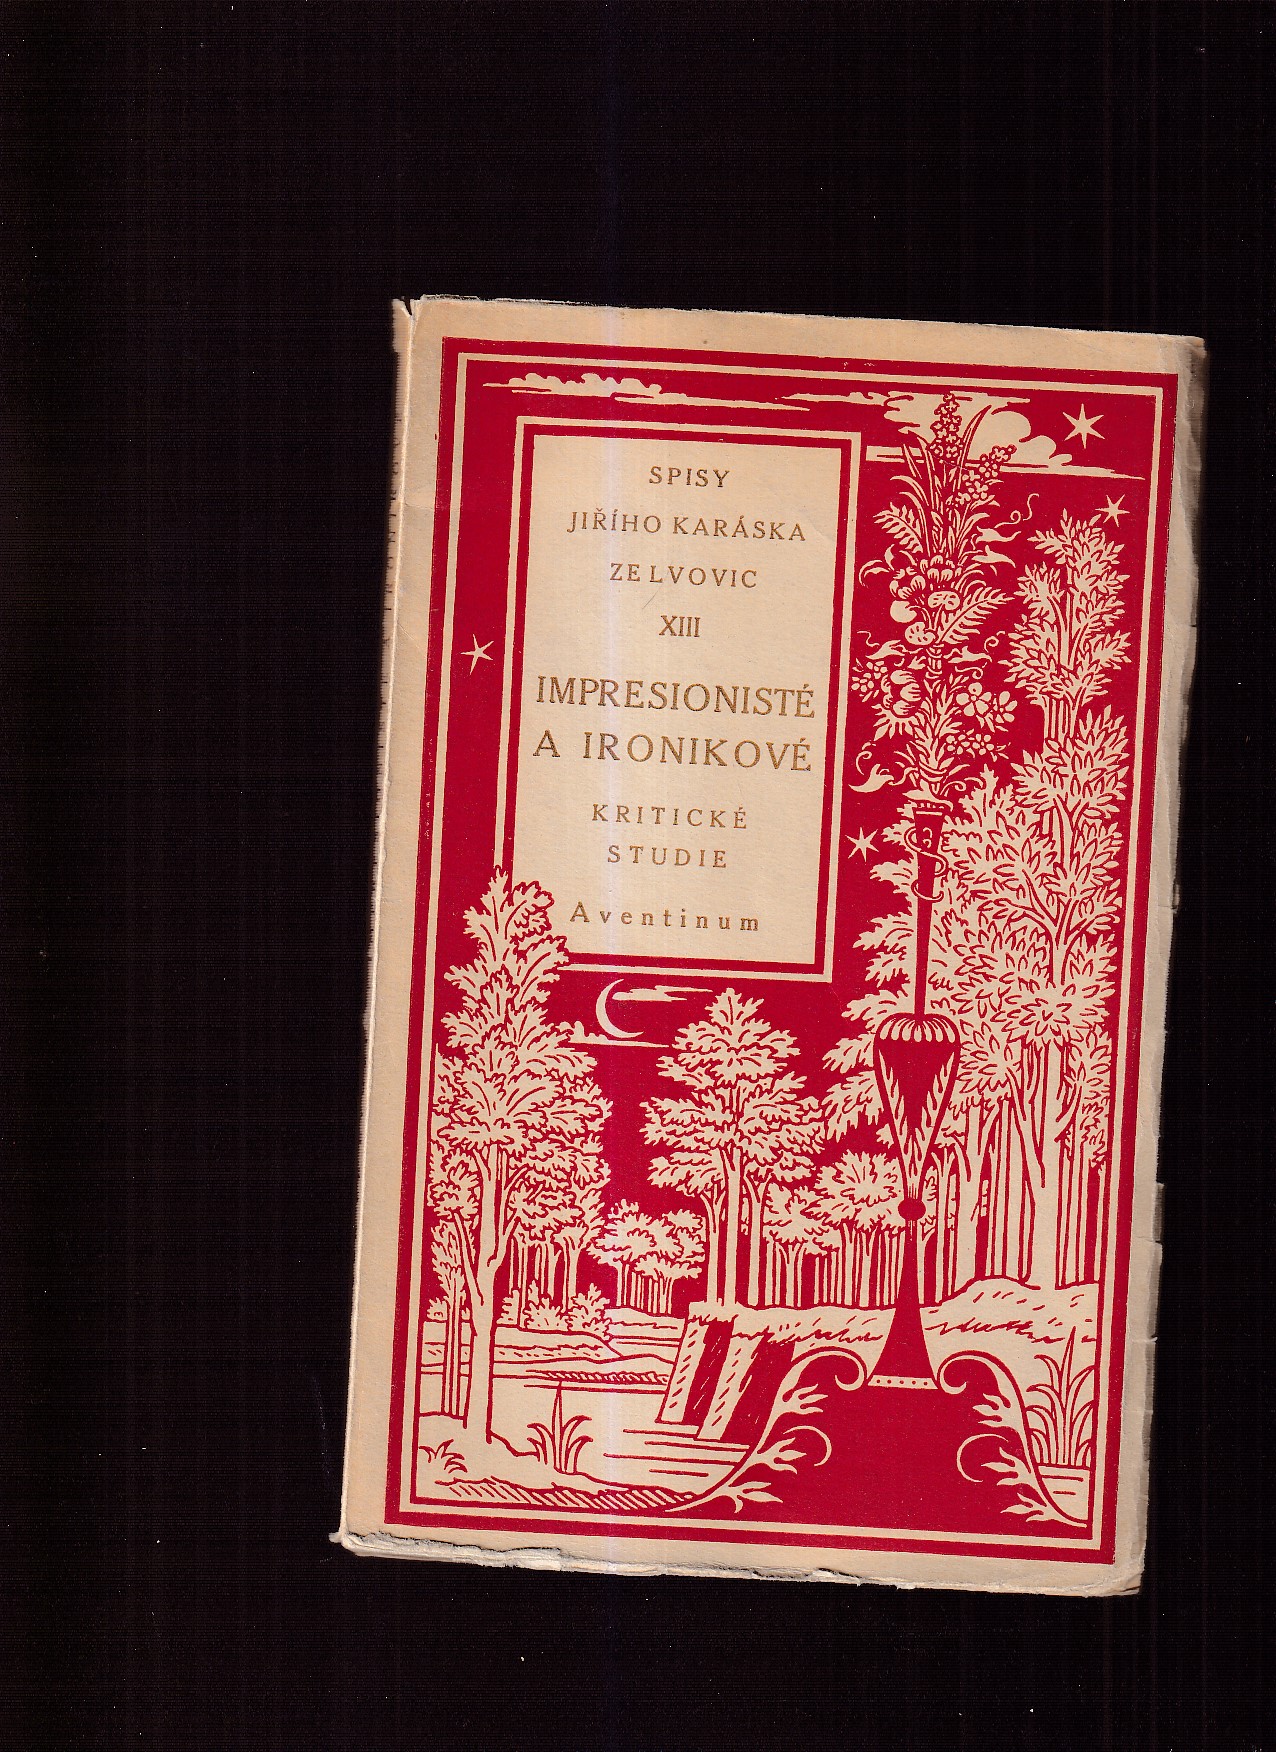 SPISY
JIŘÍHO KARÁSKA
ZE LVOVIC
XIII
IMPRESIONISTÉ
A IRONIKOVÉ
KRITICKÉ
STUDIE
Aventinum